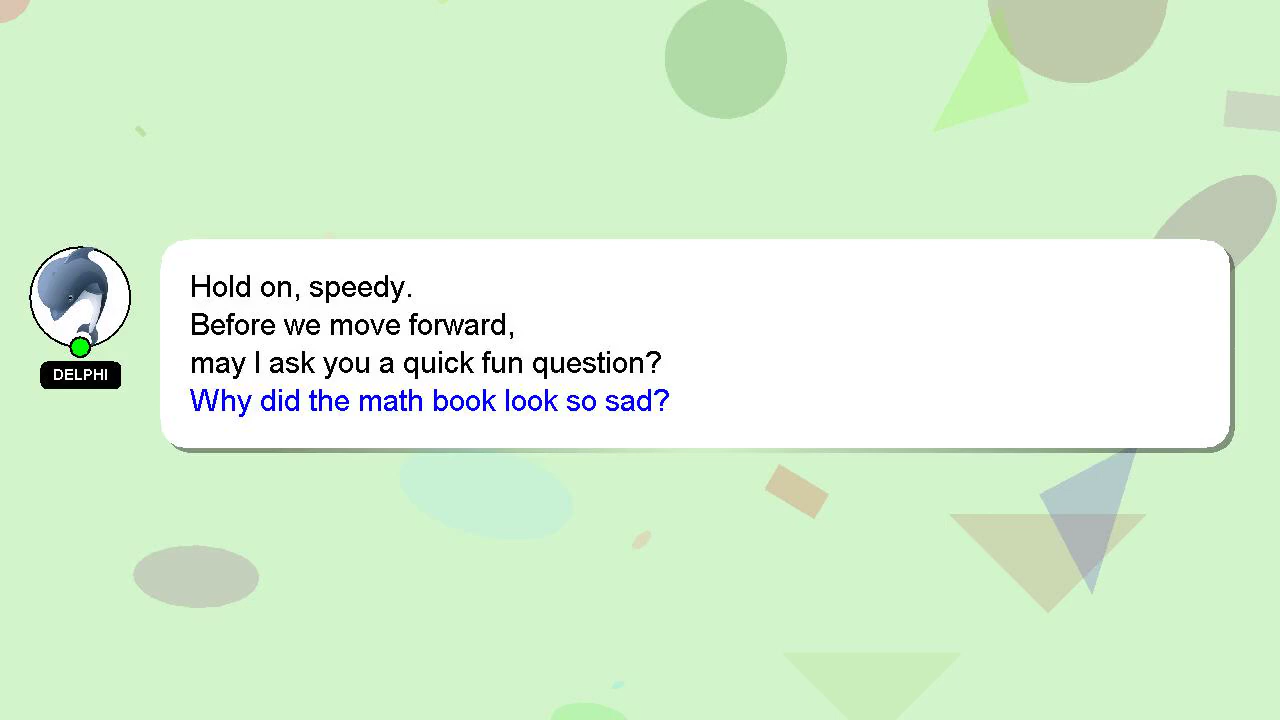 Hold on, speedy.
Before we move forward,
may I ask you a quick fun question?
Why did the math book look so sad?
DELPHI